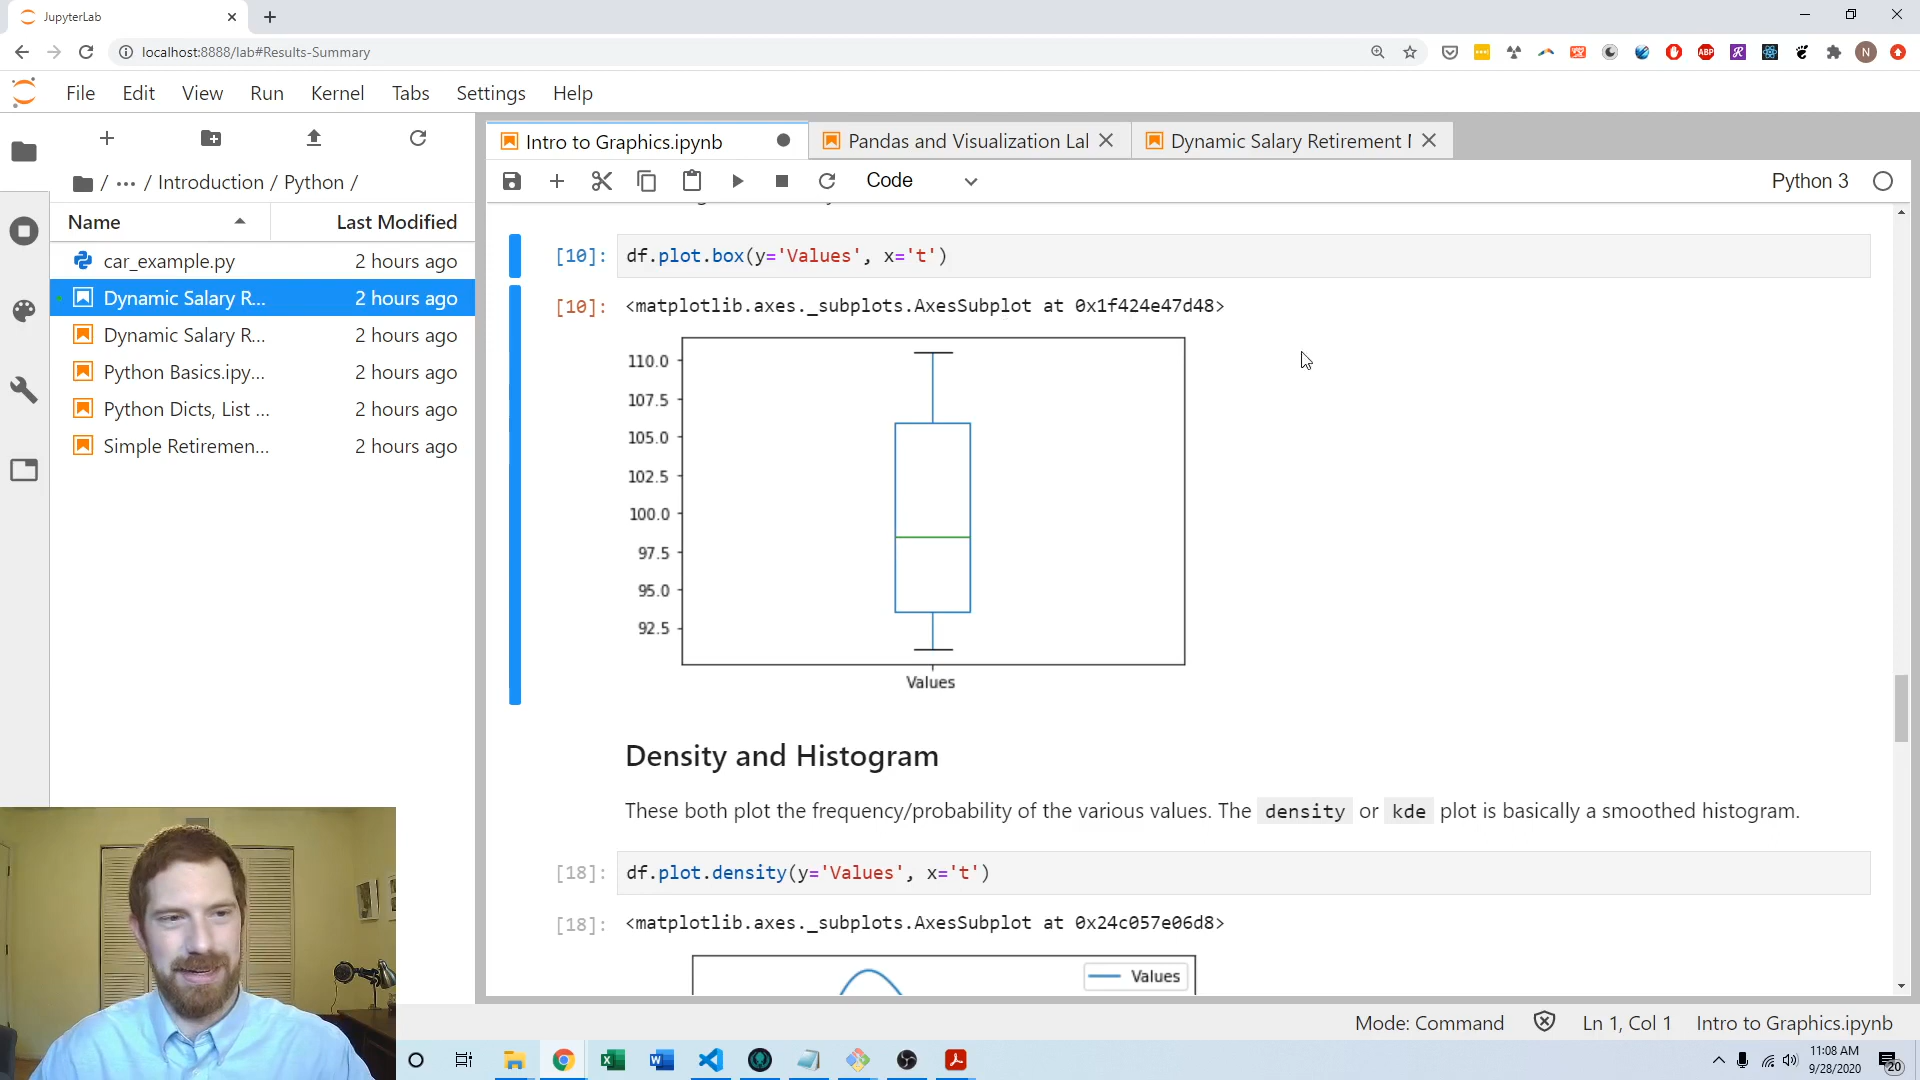 JupyterLab
localhost:8888/lab#Results-Summary
ABP
N
File Edit View Run Kernel Tabs Settings Help
Intro to Graphics.ipynb
Pandas and Visualization Lal
Dynamic Salary Retirement
/ ··· / Introduction / Python /
Code
Python 3
Name Last Modified
car_example.py 2 hours ago
Dynamic Salary R... 2 hours ago
Dynamic Salary R... 2 hours ago
Python Basics.ipy... 2 hours ago
Python Dicts, List ... 2 hours ago
Simple Retiremen... 2 hours ago
[10]: df.plot.box(y='Values', x='t')
[10]: <matplotlib.axes._subplots.AxesSubplot at 0x1f424e47d48>
110.0
107.5
105.0
102.5
100.0
97.5
95.0
92.5
Values
Density and Histogram
These both plot the frequency/probability of the various values. The density or kde plot is basically a smoothed histogram.
[18]: df.plot.density(y='Values', x='t')
[18]: <matplotlib.axes._subplots.AxesSubplot at 0x24c057e06d8>
Values
Mode: Command Ln 1, Col 1 Intro to Graphics.ipynb
11:08 AM
9/28/2020
20